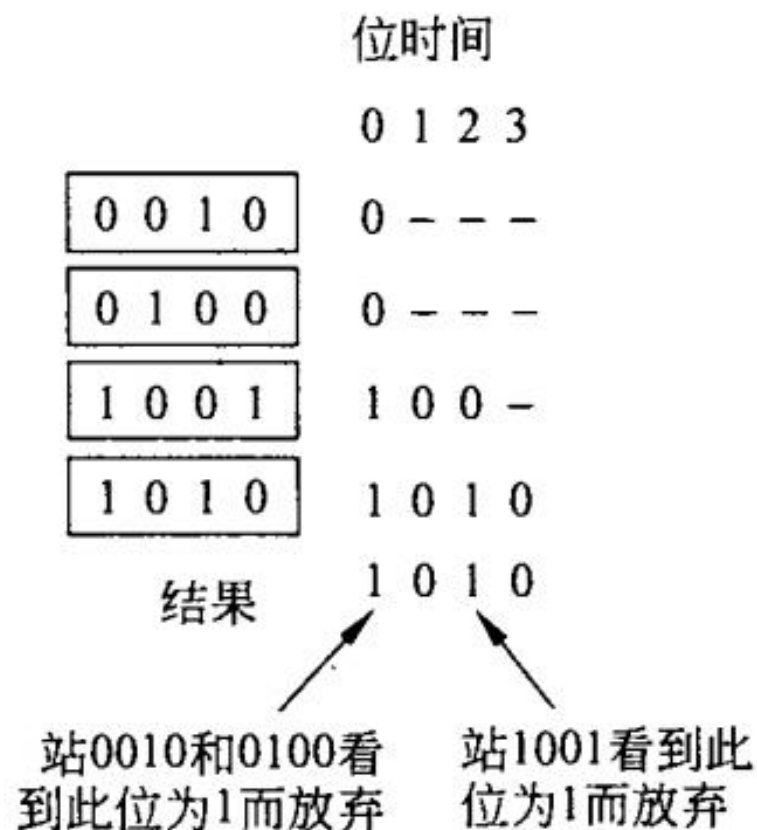 位时间
0 1 2 3
0 0 1 0 0 – – –
0 1 0 0 0 – – –
1 0 0 1 1 0 0 –
1 0 1 0 1 0 1 0
结果 1 0 1 0
站0010和0100看
到此位为1而放弃
站1001看到此
位为1而放弃